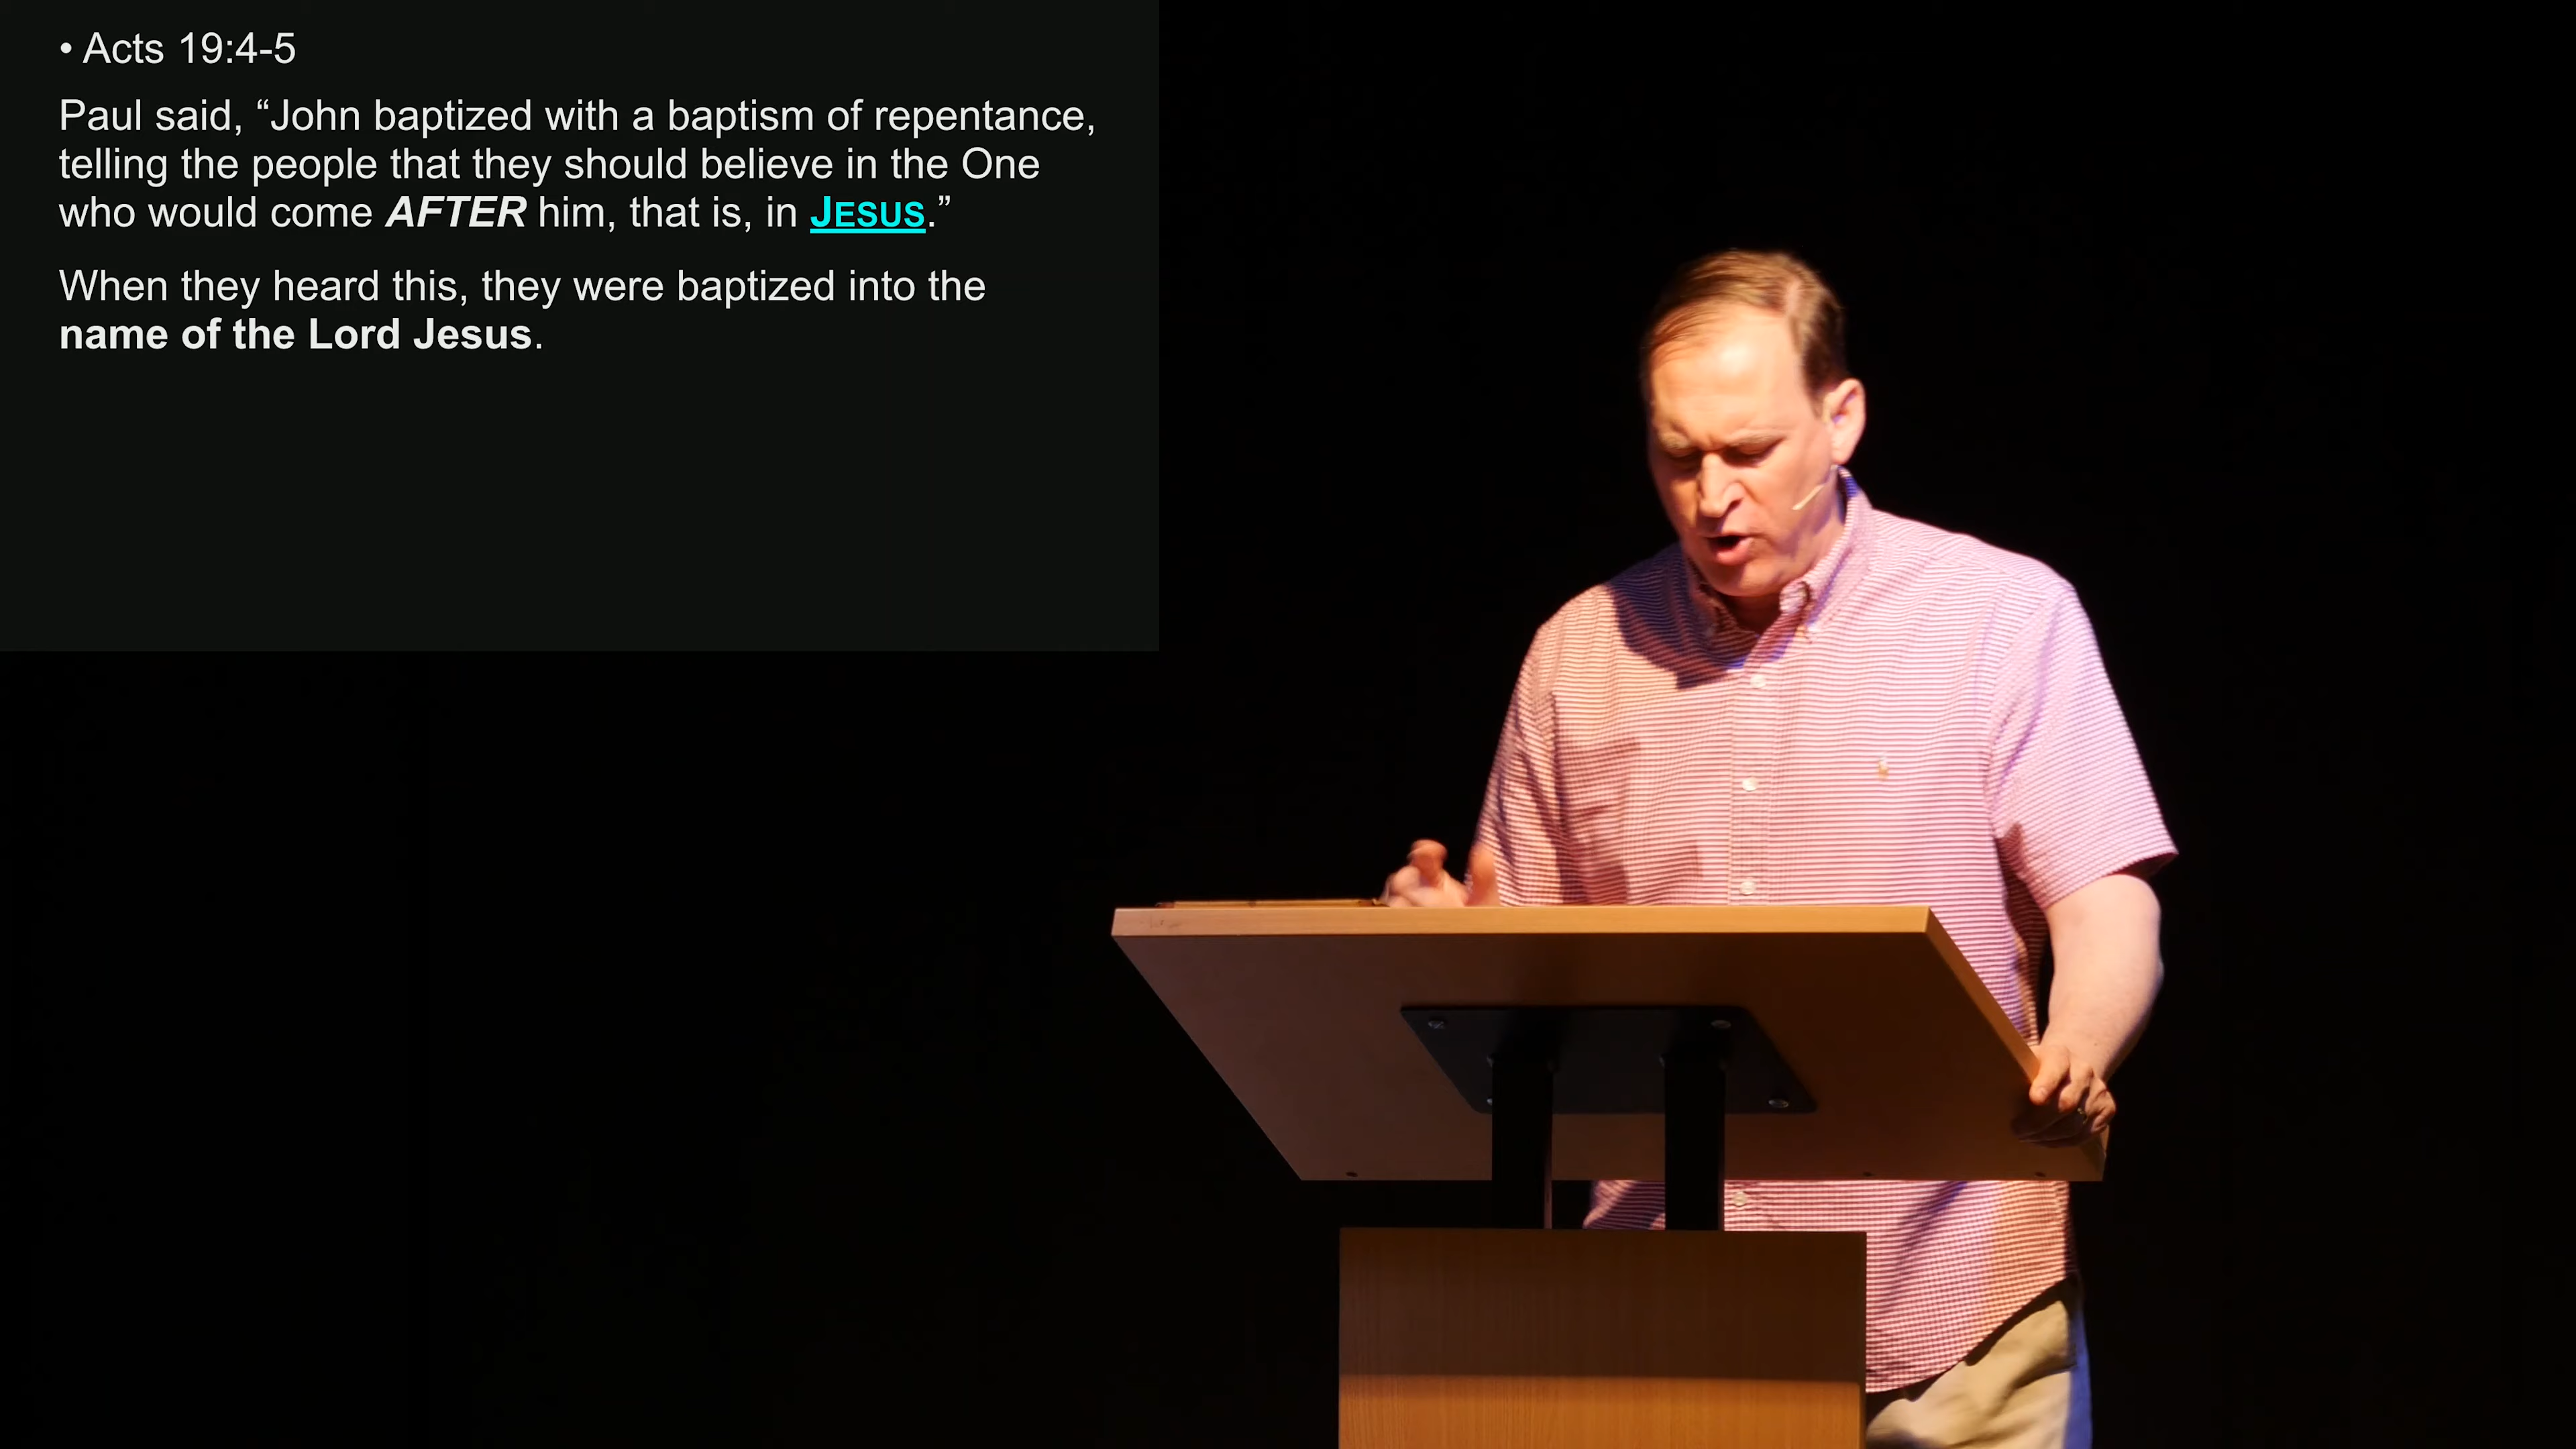 • Acts 19:4-5
Paul said, “John baptized with a baptism of repentance,
telling the people that they should believe in the One
who would come AFTER him, that is, in JESUS.”
When they heard this, they were baptized into the
name of the Lord Jesus.